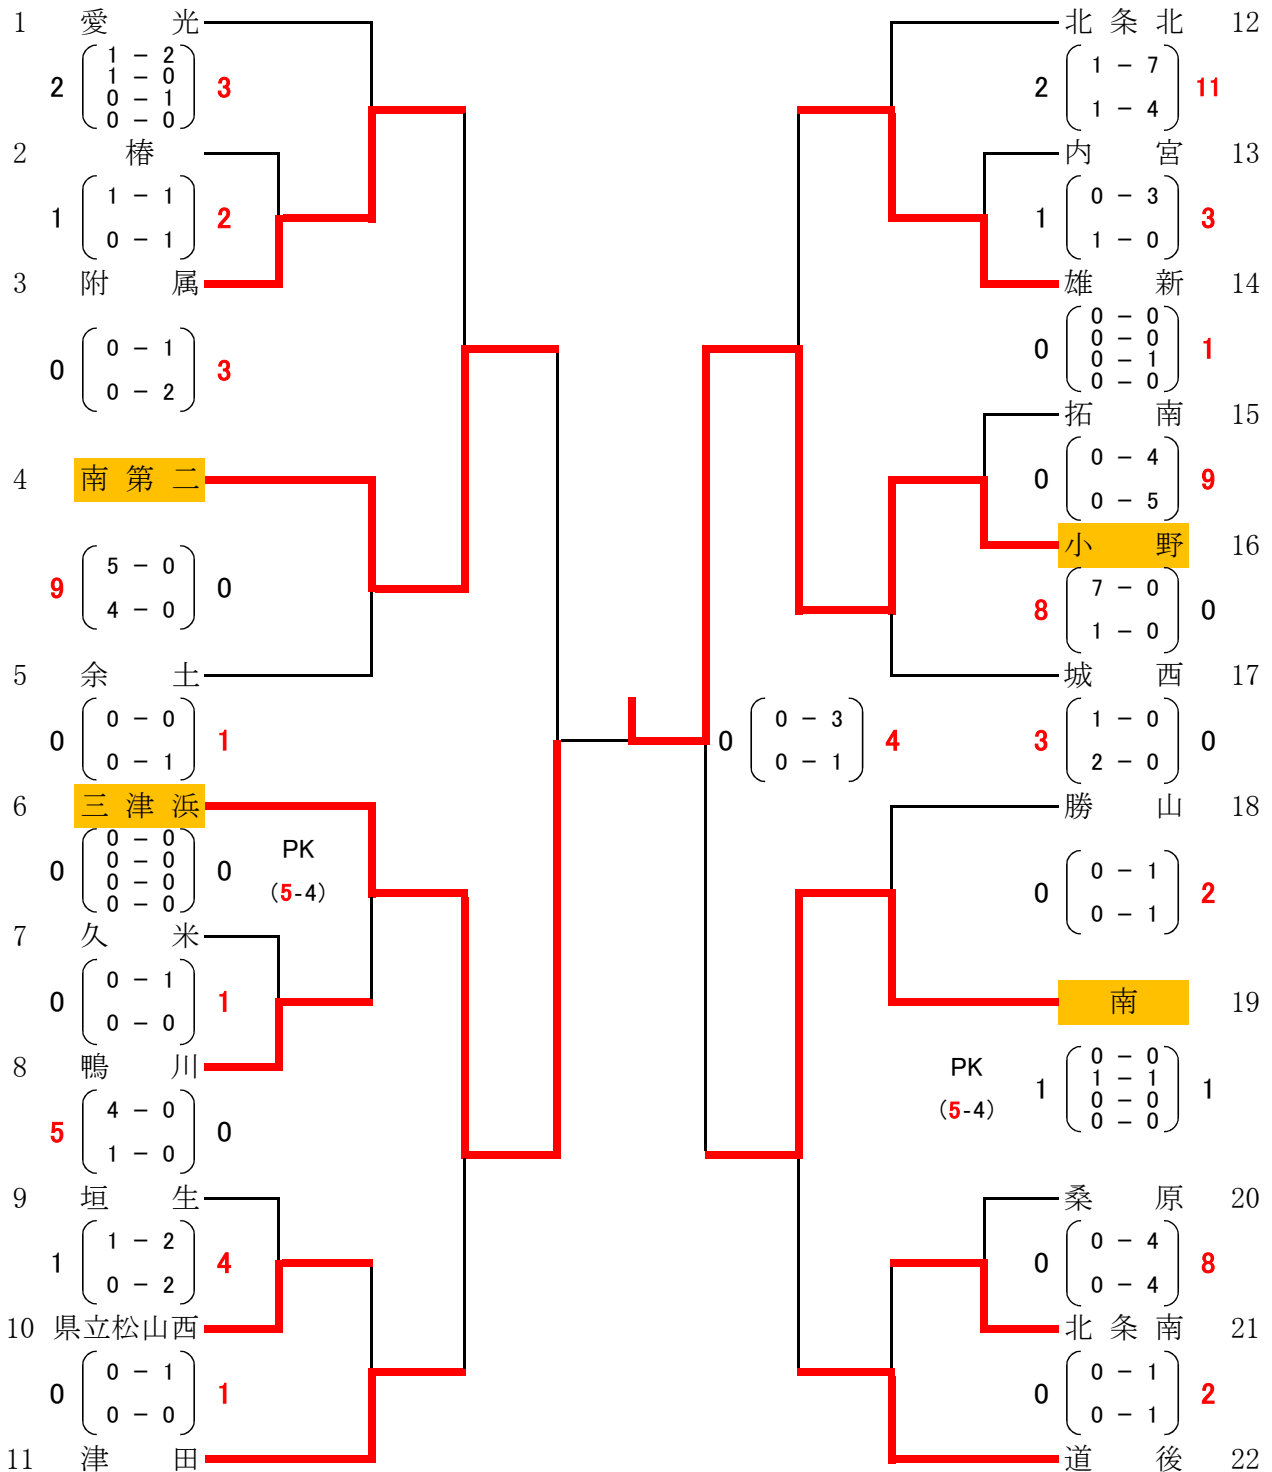 1 愛光
2 1－2 3
1－0
0－1
0－0
2 椿
1 1－1 2
0－1
3 附属
0 0－1 3
0－2
4 南第二
9 5－0 0
4－0
5 余土
0 0－0 1
0－1
6 三津浜
0 0－0 0
0－0
0－0
0－0
PK
（5-4）
7 久米
0 0－1 1
0－0
8 鴨川
5 4－0 0
1－0
9 垣生
1 1－2 4
0－2
10 県立松山西
0 0－1 1
0－0
11 津田
0 0－3 4
0－1
北条北 12
2 1－7 11
1－4
内宮 13
1 0－3 3
1－0
雄新 14
0 0－0 1
0－0
0－1
0－0
拓南 15
0 0－4 9
0－5
小野 16
8 7－0 0
1－0
城西 17
3 1－0 0
2－0
勝山 18
0 0－1 2
0－1
南 19
PK
（5-4）
1 0－0 1
1－1
0－0
0－0
桑原 20
0 0－4 8
0－4
北条南 21
0 0－1 2
0－1
道後 22